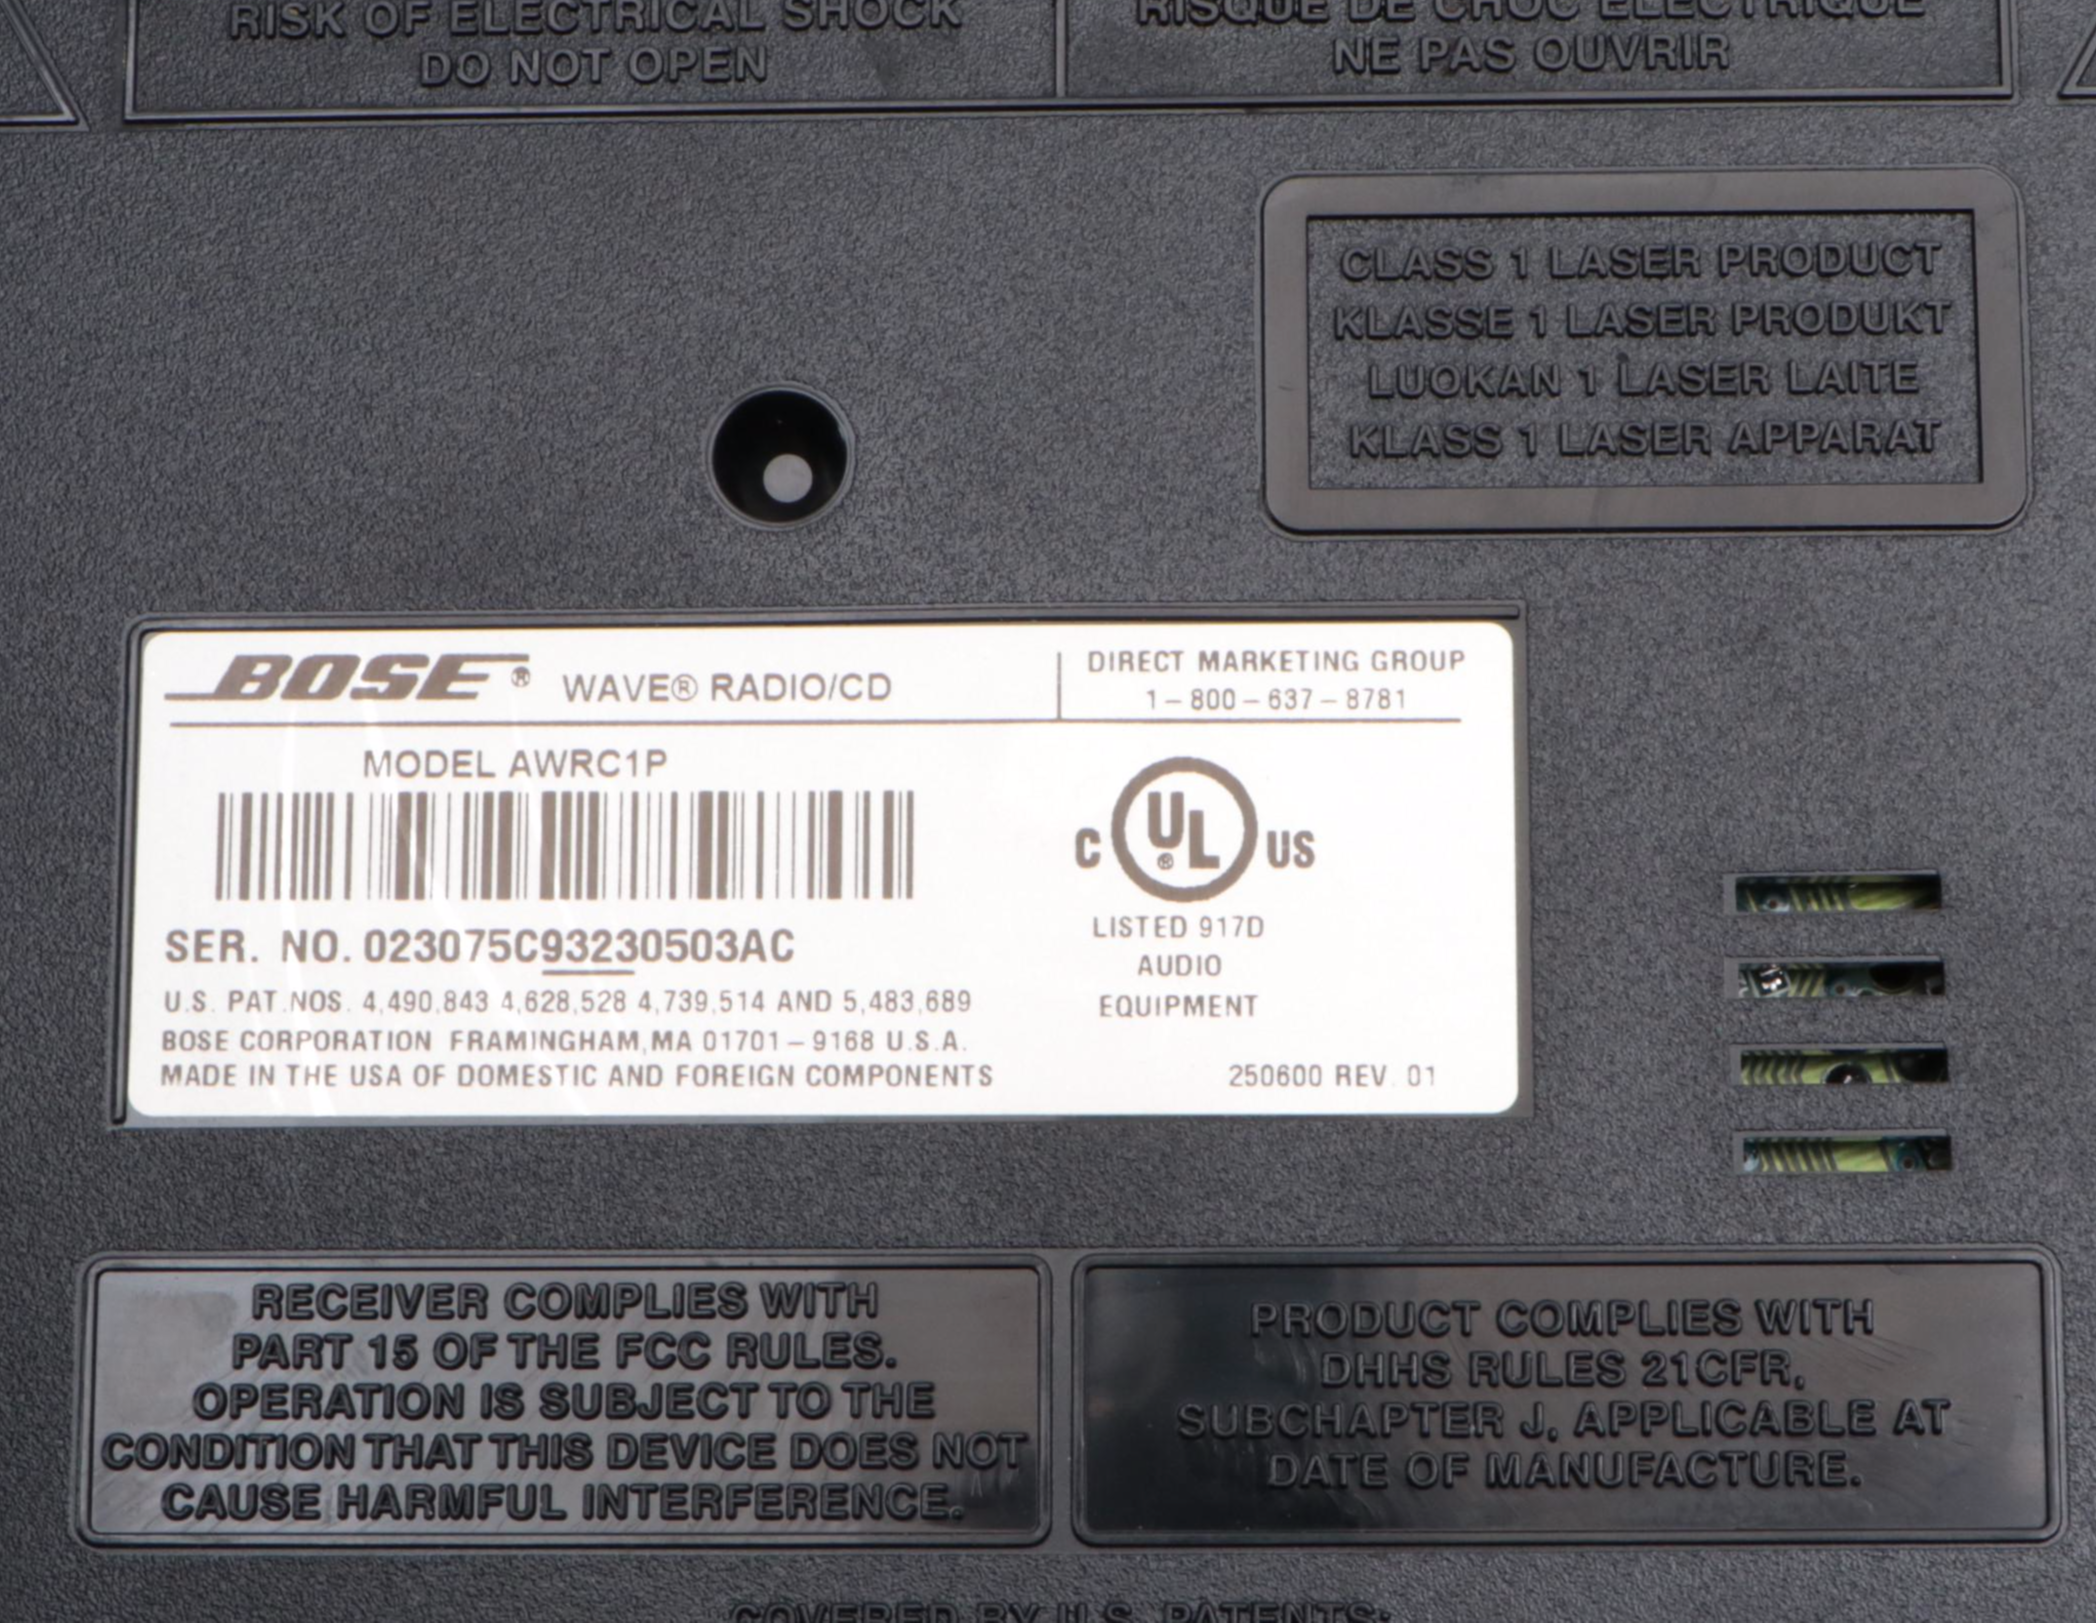 RISK OF ELECTRICAL SHOCK
DO NOT OPEN
RISQUE DE CHOC ELECTRIQUE
NE PAS OUVRIR
CLASS 1 LASER PRODUCT
KLASSE 1 LASER PRODUKT
LUOKAN 1 LASER LAITE
KLASS 1 LASER APPARAT
BOSE® WAVE® RADIO/CD
DIRECT MARKETING GROUP
1-800-637-8781
MODEL AWRC1P
SER. NO. 023075C93230503AC
U.S. PAT.NOS. 4,490,843 4,628,528 4,739,514 AND 5,483,689
BOSE CORPORATION FRAMINGHAM,MA 01701-9168 U.S.A.
MADE IN THE USA OF DOMESTIC AND FOREIGN COMPONENTS
C UL® US
LISTED 917D
AUDIO
EQUIPMENT
250600 REV. 01
RECEIVER COMPLIES WITH
PART 15 OF THE FCC RULES.
OPERATION IS SUBJECT TO THE
CONDITION THAT THIS DEVICE DOES NOT
CAUSE HARMFUL INTERFERENCE.
PRODUCT COMPLIES WITH
DHHS RULES 21CFR,
SUBCHAPTER J, APPLICABLE AT
DATE OF MANUFACTURE.
COVERED BY U.S. PATENTS: